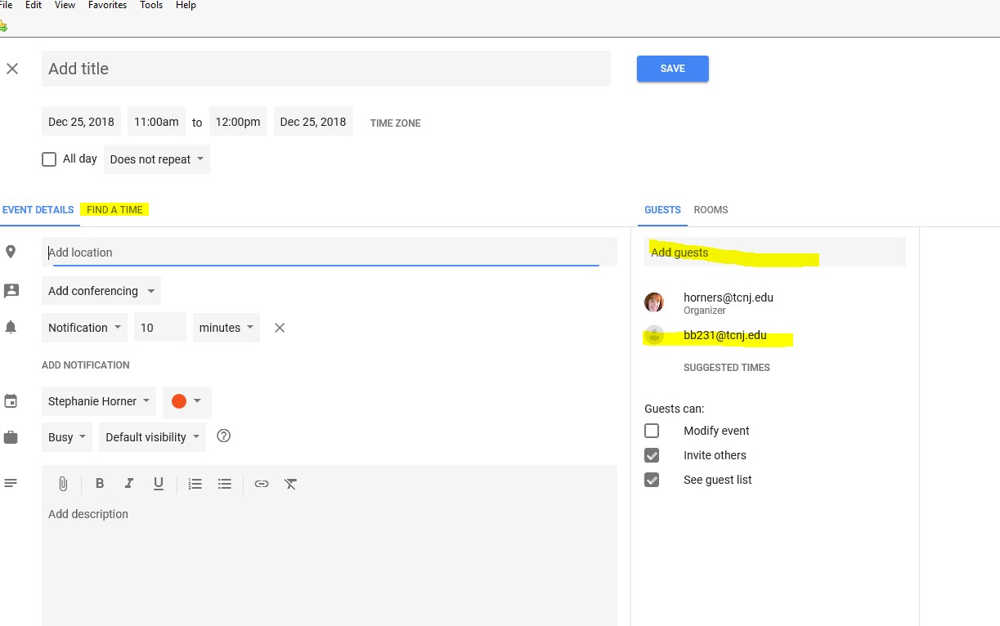 File Edit View Favorites Tools Help
Add title
SAVE
Dec 25, 2018 11:00am to 12:00pm Dec 25, 2018 TIME ZONE
All day Does not repeat
EVENT DETAILS FIND A TIME
Add location
Add conferencing
Notification 10 minutes
ADD NOTIFICATION
Stephanie Horner
Busy Default visibility
B I U
Add description
GUESTS ROOMS
Add guests
horners@tcnj.edu
Organizer
bb231@tcnj.edu
SUGGESTED TIMES
Guests can:
Modify event
Invite others
See guest list